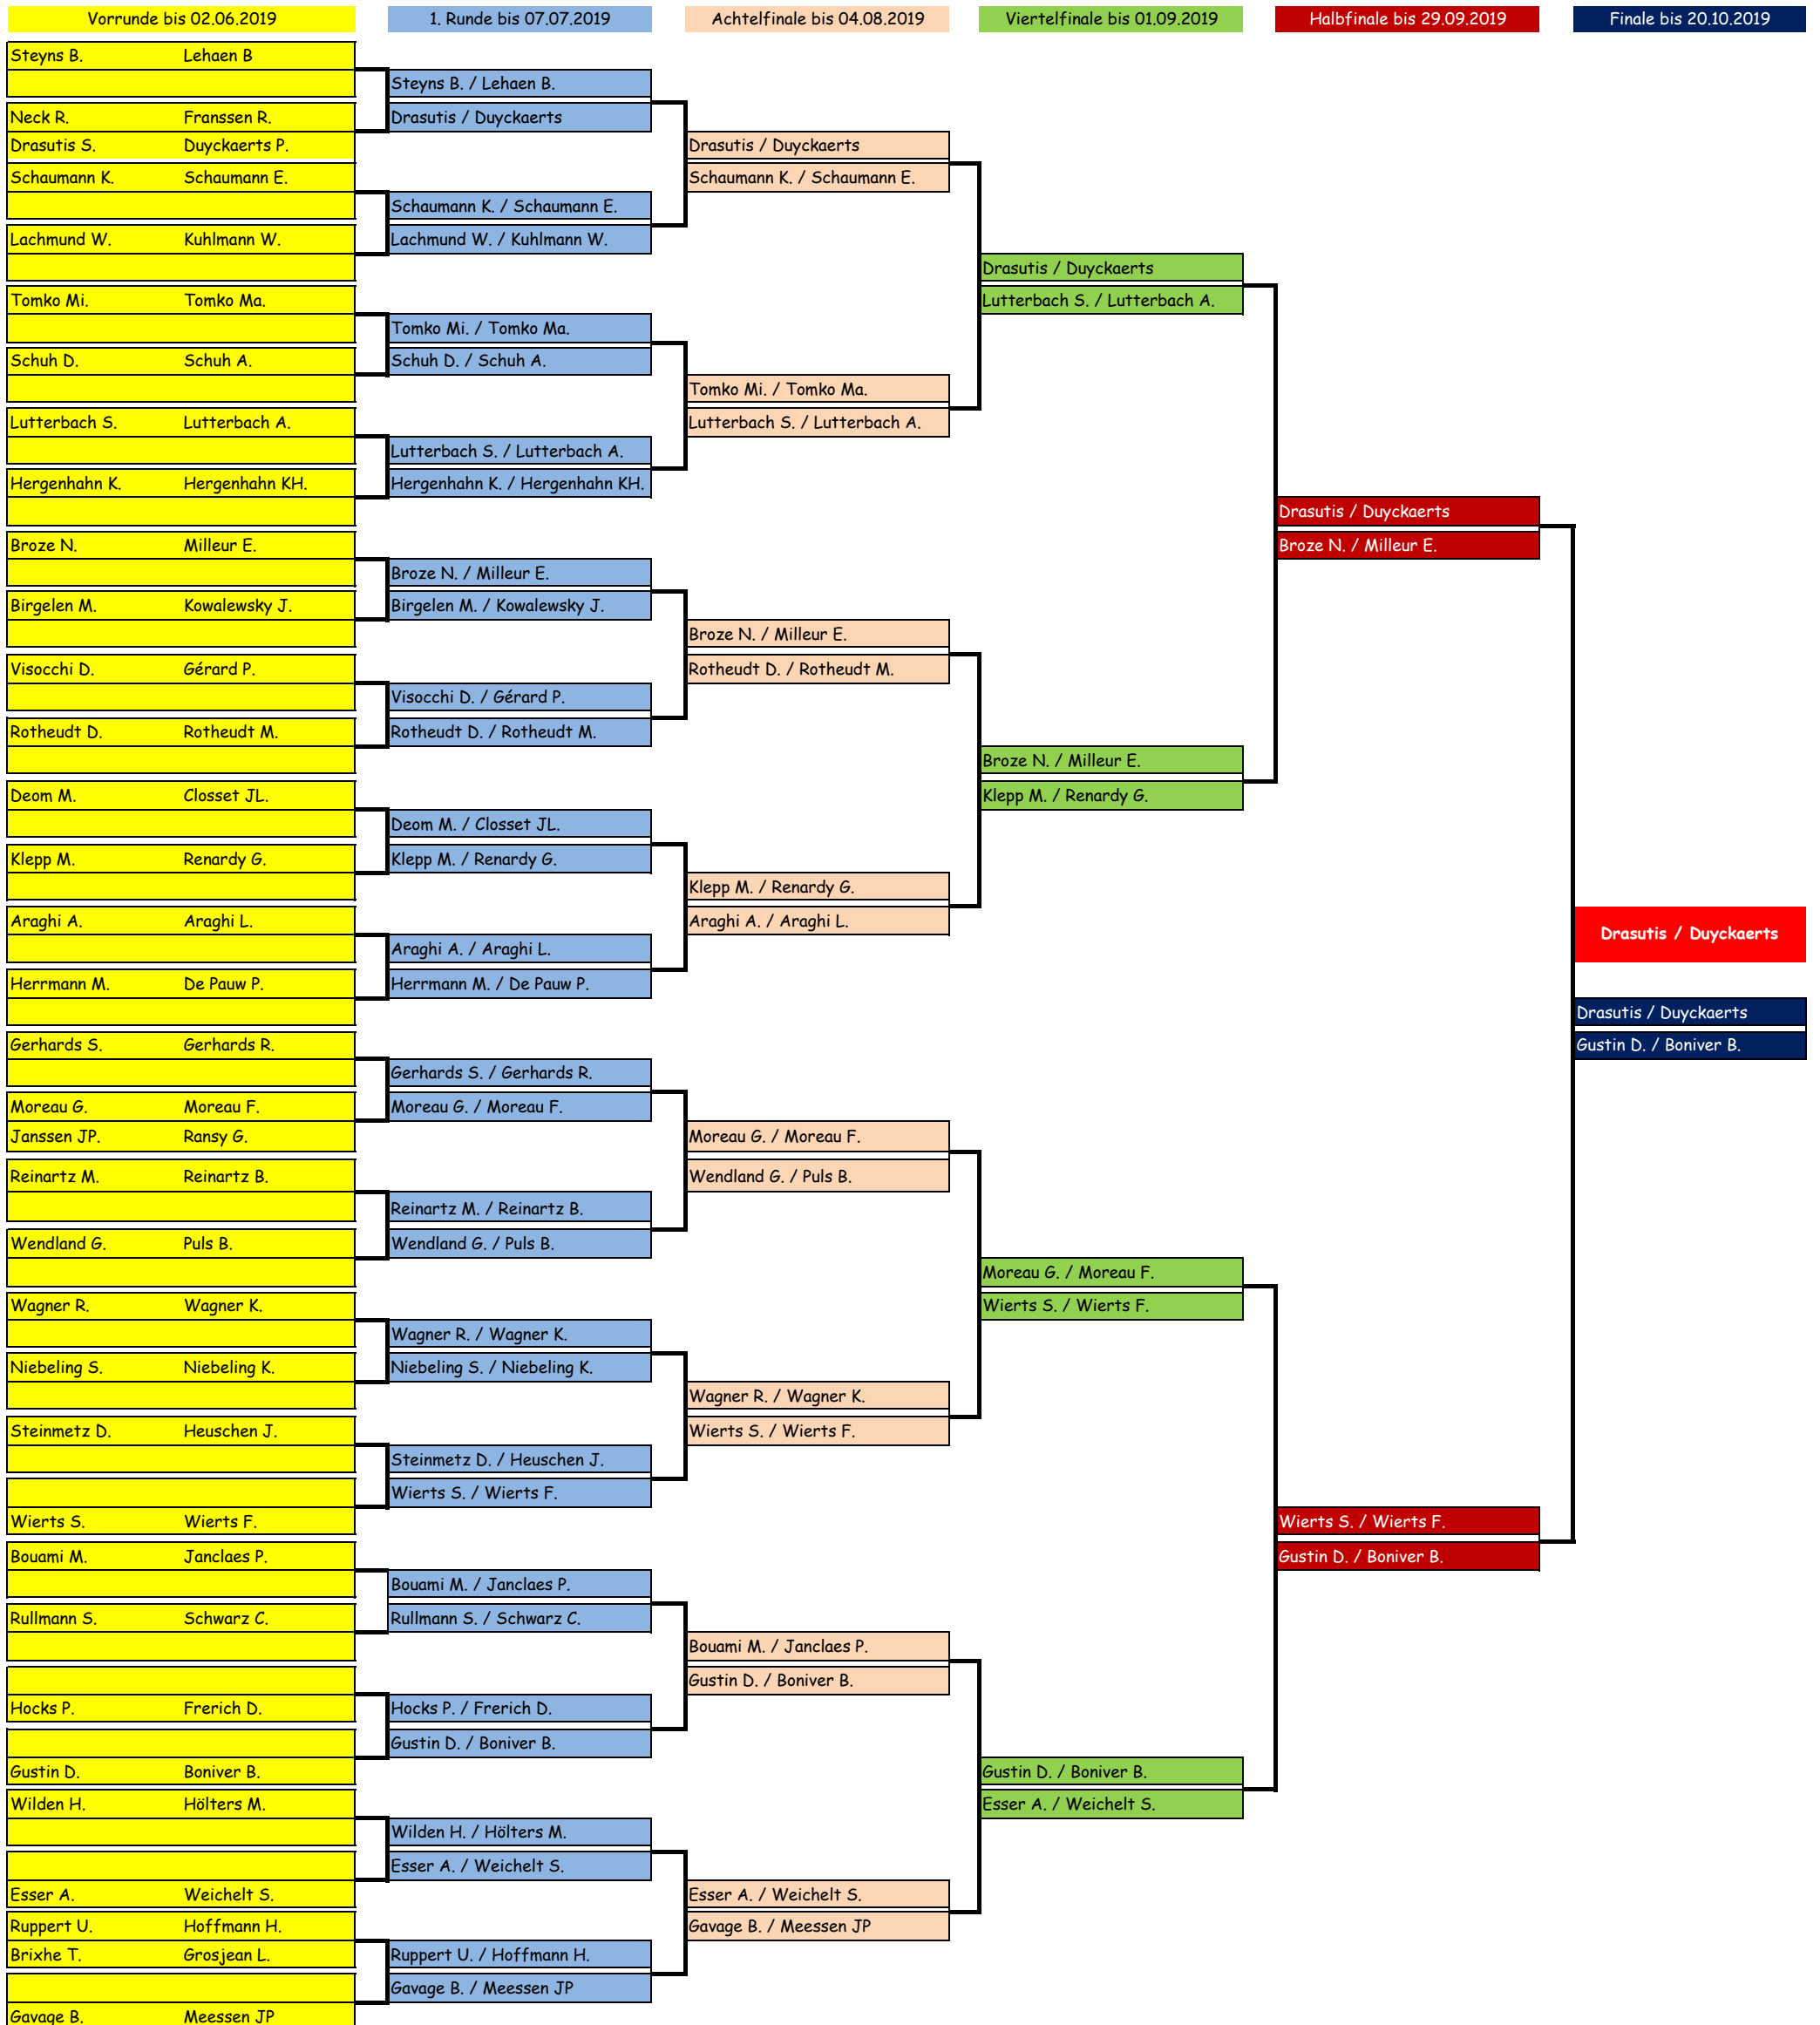 Vorrunde bis 02.06.2019
1. Runde bis 07.07.2019
Achtelfinale bis 04.08.2019
Viertelfinale bis 01.09.2019
Halbfinale bis 29.09.2019
Finale bis 20.10.2019
Steyns B. Lehaen B
Neck R. Franssen R.
Drasutis S. Duyckaerts P.
Schaumann K. Schaumann E.
Lachmund W. Kuhlmann W.
Tomko Mi. Tomko Ma.
Schuh D. Schuh A.
Lutterbach S. Lutterbach A.
Hergenhahn K. Hergenhahn KH.
Broze N. Milleur E.
Birgelen M. Kowalewsky J.
Visocchi D. Gérard P.
Rotheudt D. Rotheudt M.
Deom M. Closset JL.
Klepp M. Renardy G.
Araghi A. Araghi L.
Herrmann M. De Pauw P.
Gerhards S. Gerhards R.
Moreau G. Moreau F.
Janssen JP. Ransy G.
Reinartz M. Reinartz B.
Wendland G. Puls B.
Wagner R. Wagner K.
Niebeling S. Niebeling K.
Steinmetz D. Heuschen J.
Wierts S. Wierts F.
Bouami M. Janclaes P.
Rullmann S. Schwarz C.
Hocks P. Frerich D.
Gustin D. Boniver B.
Wilden H. Hölters M.
Esser A. Weichelt S.
Ruppert U. Hoffmann H.
Brixhe T. Grosjean L.
Gavage B. Meessen JP
Steyns B. / Lehaen B.
Drasutis / Duyckaerts
Schaumann K. / Schaumann E.
Lachmund W. / Kuhlmann W.
Tomko Mi. / Tomko Ma.
Schuh D. / Schuh A.
Lutterbach S. / Lutterbach A.
Hergenhahn K. / Hergenhahn KH.
Broze N. / Milleur E.
Birgelen M. / Kowalewsky J.
Visocchi D. / Gérard P.
Rotheudt D. / Rotheudt M.
Deom M. / Closset JL.
Klepp M. / Renardy G.
Araghi A. / Araghi L.
Herrmann M. / De Pauw P.
Gerhards S. / Gerhards R.
Moreau G. / Moreau F.
Reinartz M. / Reinartz B.
Wendland G. / Puls B.
Wagner R. / Wagner K.
Niebeling S. / Niebeling K.
Steinmetz D. / Heuschen J.
Wierts S. / Wierts F.
Bouami M. / Janclaes P.
Rullmann S. / Schwarz C.
Hocks P. / Frerich D.
Gustin D. / Boniver B.
Wilden H. / Hölters M.
Esser A. / Weichelt S.
Ruppert U. / Hoffmann H.
Gavage B. / Meessen JP
Drasutis / Duyckaerts
Schaumann K. / Schaumann E.
Tomko Mi. / Tomko Ma.
Lutterbach S. / Lutterbach A.
Broze N. / Milleur E.
Rotheudt D. / Rotheudt M.
Klepp M. / Renardy G.
Araghi A. / Araghi L.
Moreau G. / Moreau F.
Wendland G. / Puls B.
Wagner R. / Wagner K.
Wierts S. / Wierts F.
Bouami M. / Janclaes P.
Gustin D. / Boniver B.
Esser A. / Weichelt S.
Gavage B. / Meessen JP
Drasutis / Duyckaerts
Lutterbach S. / Lutterbach A.
Broze N. / Milleur E.
Klepp M. / Renardy G.
Moreau G. / Moreau F.
Wierts S. / Wierts F.
Gustin D. / Boniver B.
Esser A. / Weichelt S.
Drasutis / Duyckaerts
Broze N. / Milleur E.
Wierts S. / Wierts F.
Gustin D. / Boniver B.
Drasutis / Duyckaerts
Drasutis / Duyckaerts
Gustin D. / Boniver B.